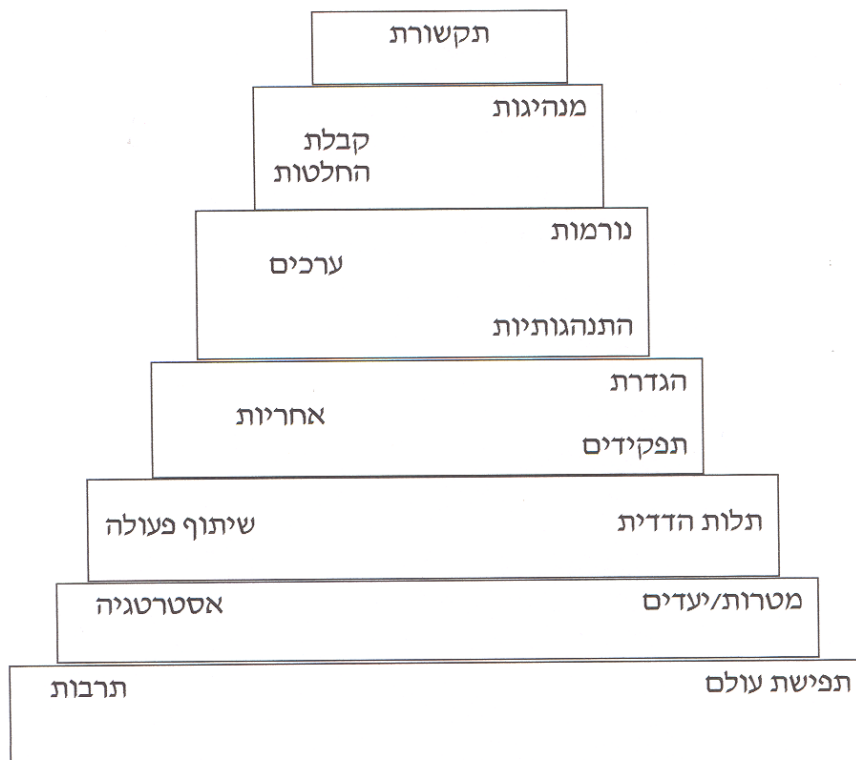 תקשורת
מנהיגות
קבלת
החלטות
נורמות
ערכים
התנהגותיות
הגדרת
אחריות
תפקידים
תלות הדדית
שיתוף פעולה
מטרות/יעדים
אסטרטגיה
תפישת עולם
תרבות